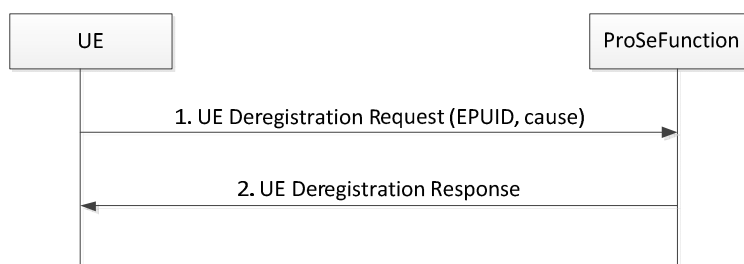 UE
ProSeFunction
1. UE Deregistration Request (EPUID, cause)
2. UE Deregistration Response